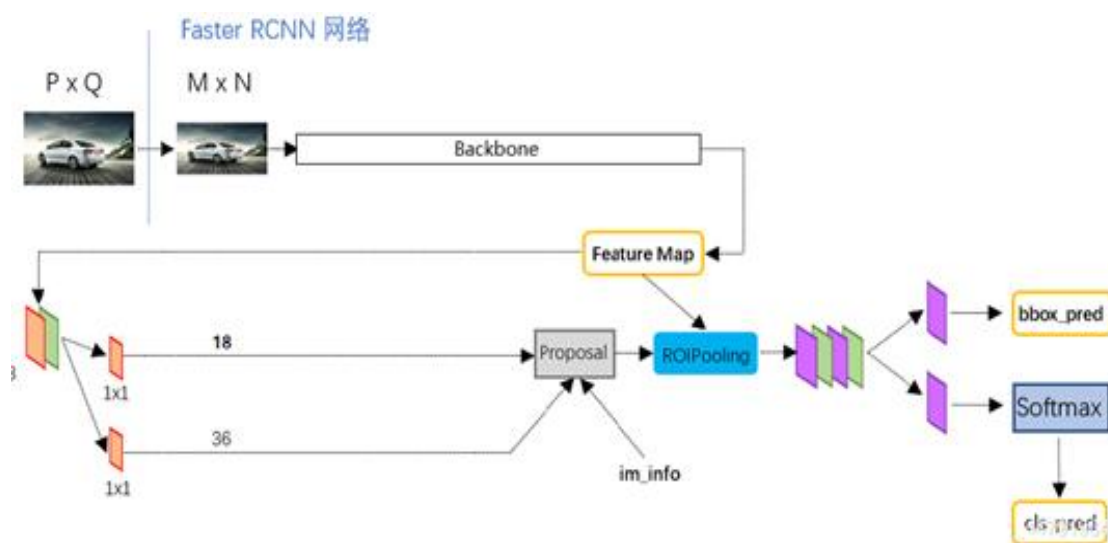 Faster RCNN 网络
P x Q
M x N
Backbone
Feature Map
18
Proposal
ROIPooling
bbox_pred
1x1
36
Softmax
1x1
im_info
cls_pred